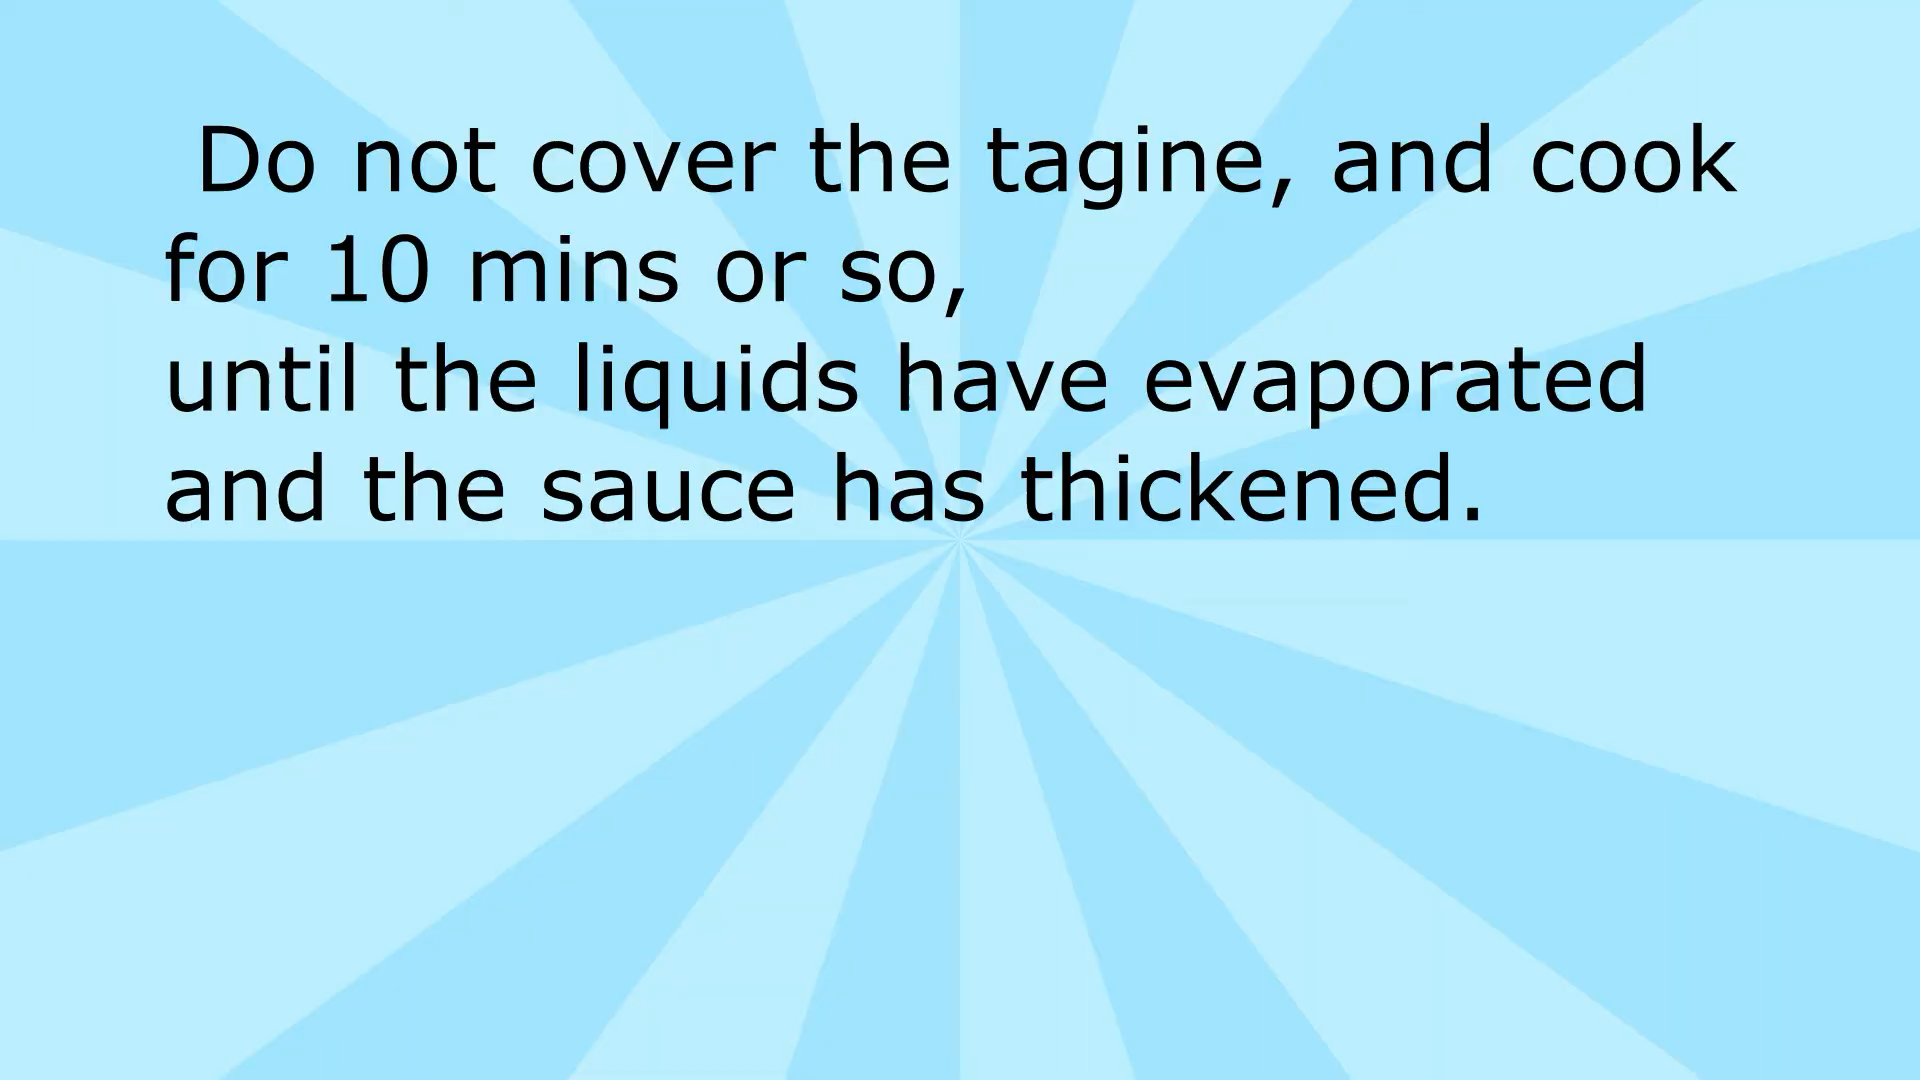 Do not cover the tagine, and cook
for 10 mins or so,
until the liquids have evaporated
and the sauce has thickened.